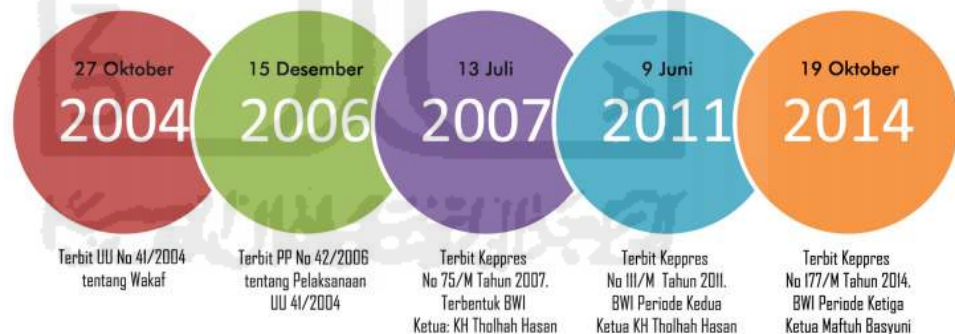 27 Oktober
2004
Terbit UU No 41/2004
tentang Wakaf
15 Desember
2006
Terbit PP No 42/2006
tentang Pelaksanaan
UU 41/2004
13 Juli
2007
Terbit Keppres
No 75/M Tahun 2007.
Terbentuk BWI
Ketua: KH Tholhah Hasan
9 Juni
2011
Terbit Keppres
No 111/M Tahun 2011.
BWI Periode Kedua
Ketua KH Tholhah Hasan
19 Oktober
2014
Terbit Keppres
No 177/M Tahun 2014.
BWI Periode Ketiga
Ketua Maftuh Basyuni